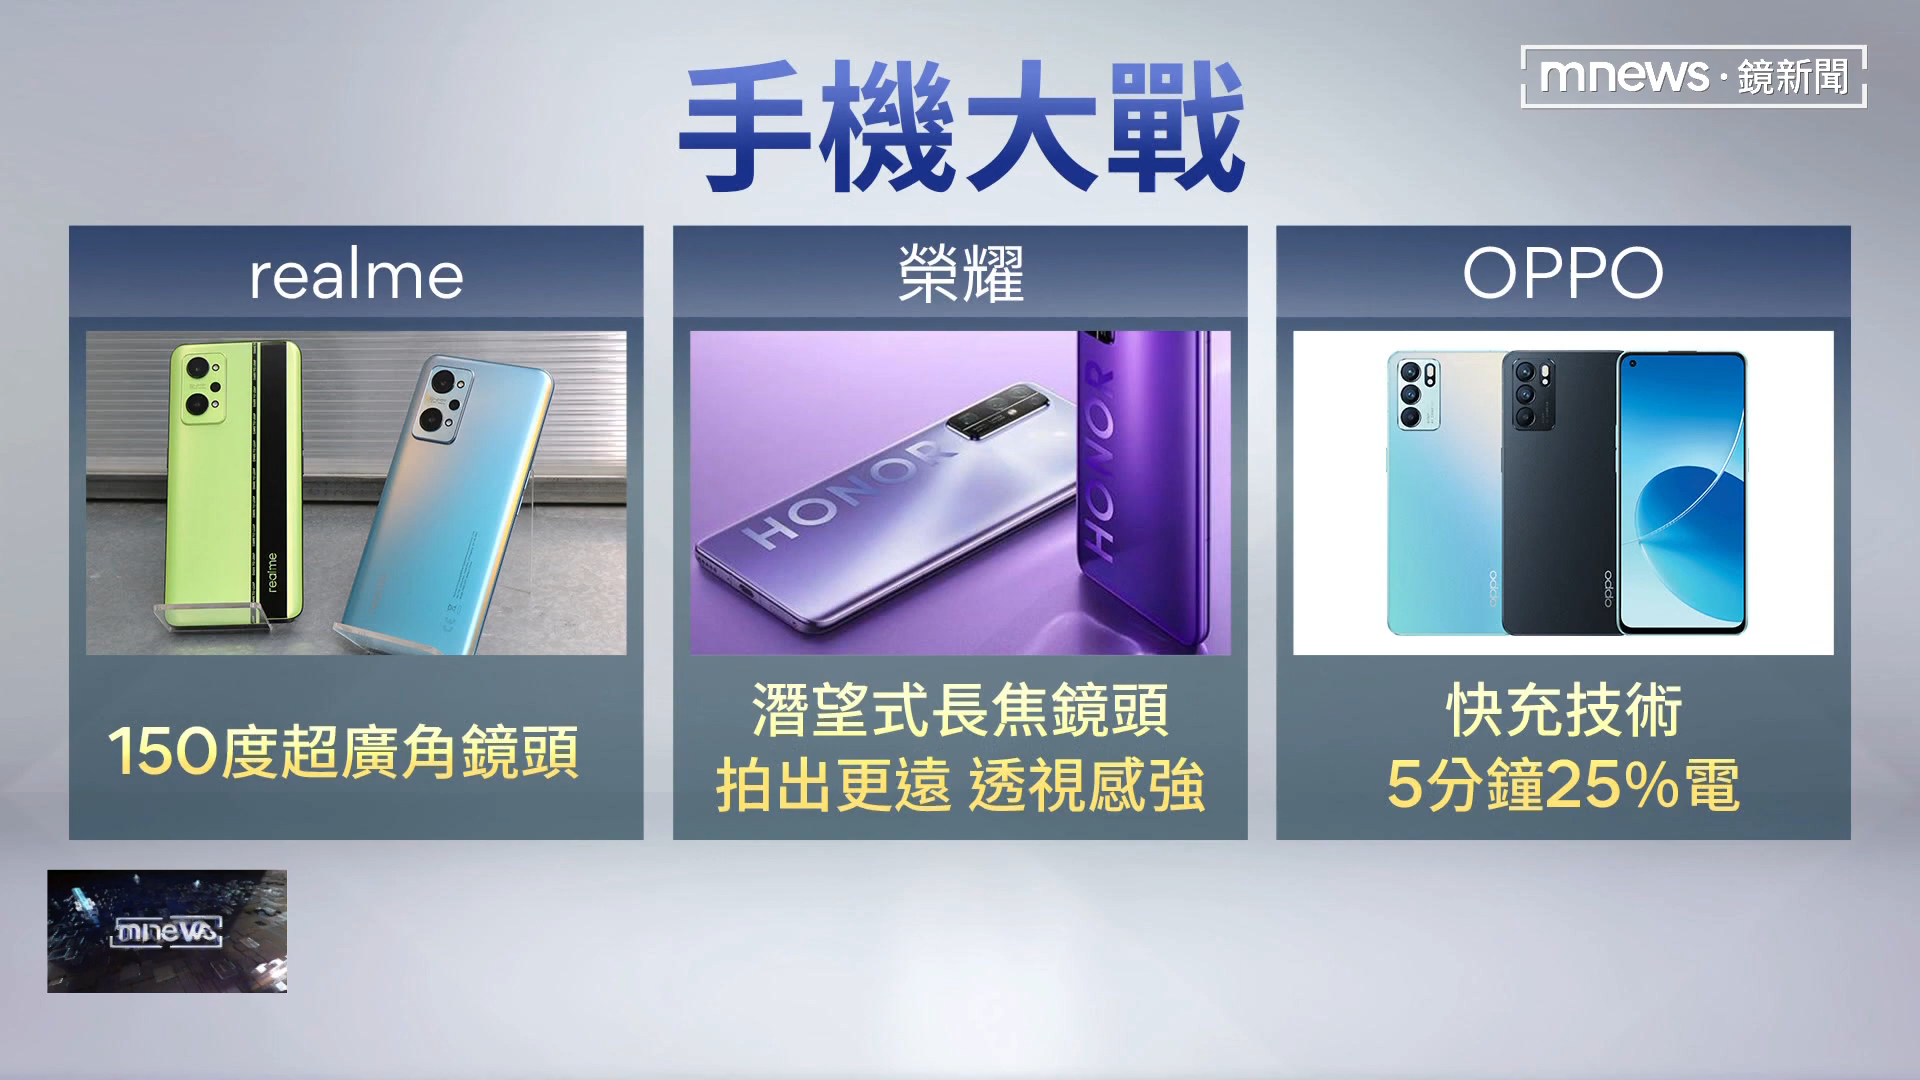 手機大戰
mnews·鏡新聞
realme
realme
150度超廣角鏡頭
榮耀
HONOR
HONOR
潛望式長焦鏡頭
拍出更遠 透視感強
OPPO
oppo
oppo
快充技術
5分鐘25%電
mnews